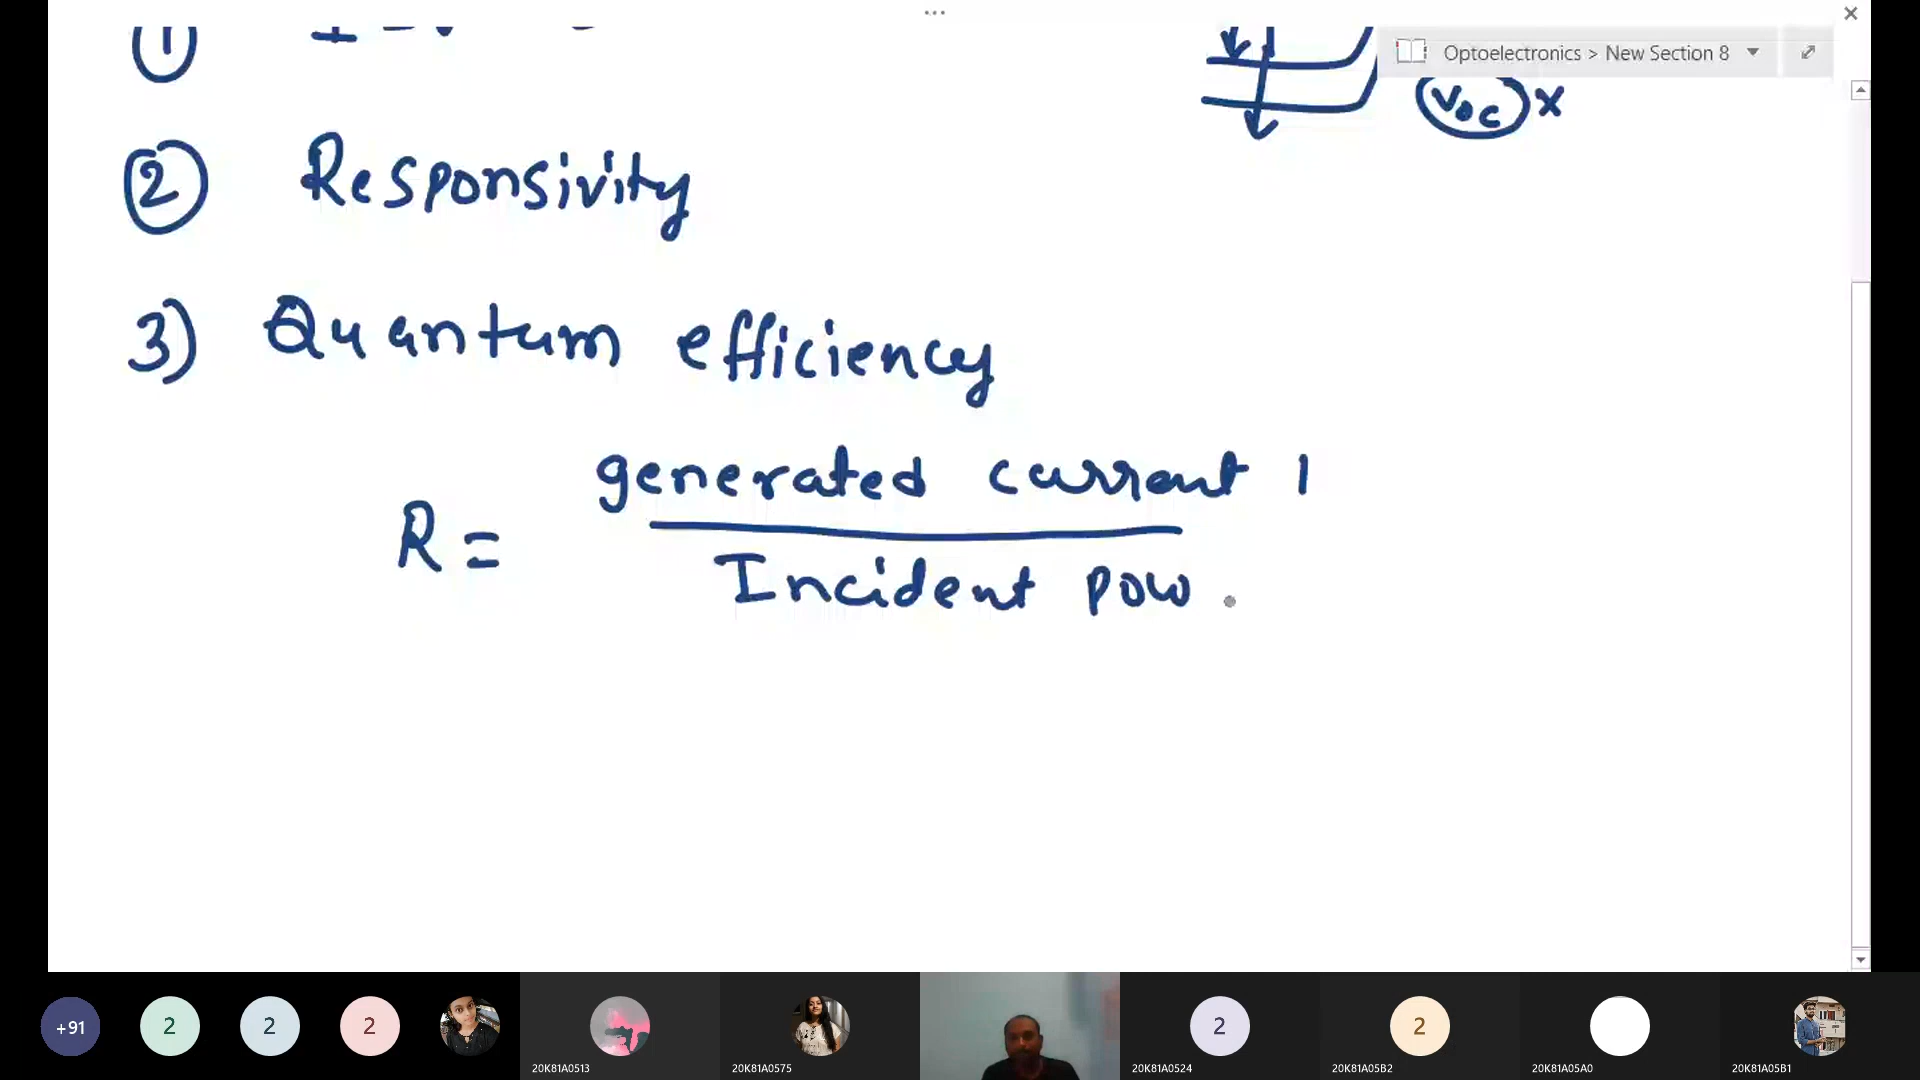 Optoelectronics > New Section 8
①
Voc x
② Responsivity
3) Quantum efficiency
generated current I
R =
Incident pow
+91
2
2
2
2
2
20K81A0513
20K81A0575
20K81A0524
20K81A05B2
20K81A05A0
20K81A05B1